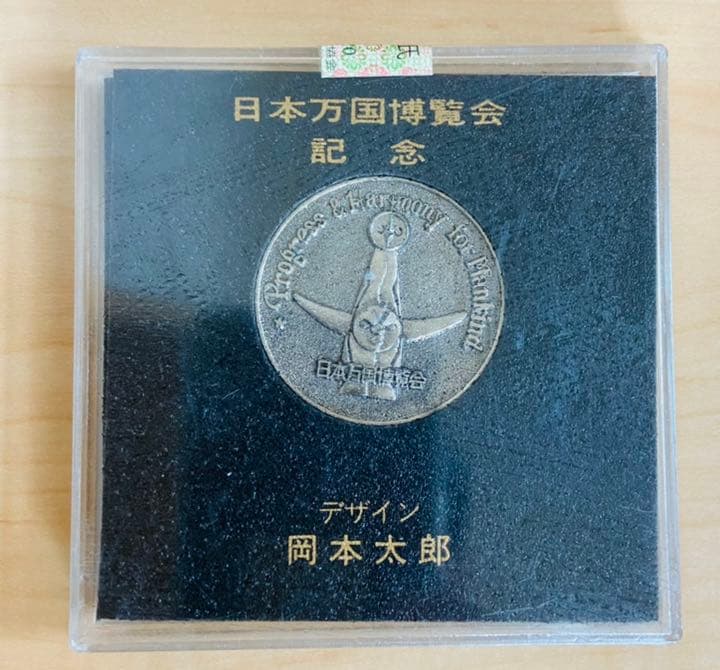 日本万国博覧会
記念
Progress & Harmony for Mankind
日本万国博覧会
デザイン
岡本太郎